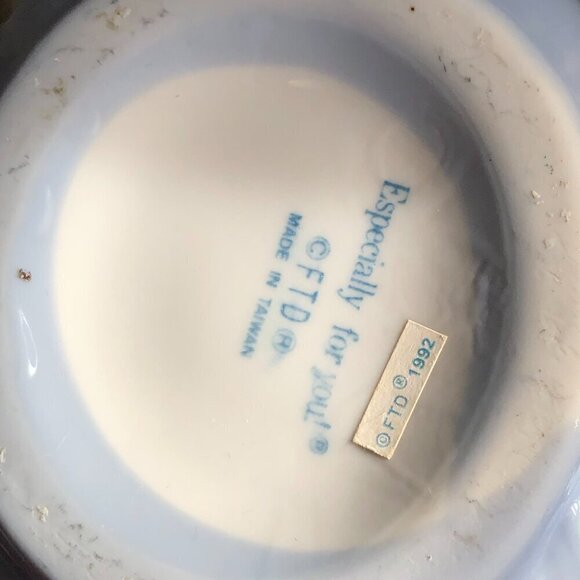 Especially for you!®
©FTD®
MADE IN TAIWAN
©FTD®1992